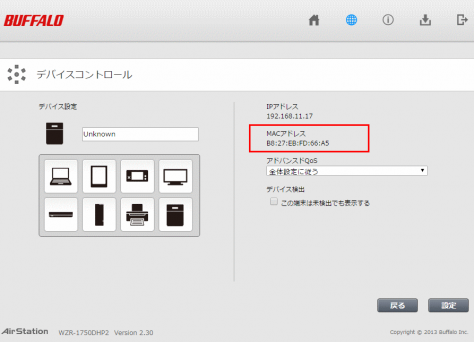 BUFFALO
デバイスコントロール
デバイス設定
Unknown
IPアドレス
192.168.11.17
MACアドレス
B8:27:EB:FD:66:A5
アドバンスドQoS
全体設定に従う
デバイス検出
この端末は未検出でも表示する
戻る
設定
AirStation WZR-1750DHP2 Version 2.30
Copyright © 2013 Buffalo Inc.